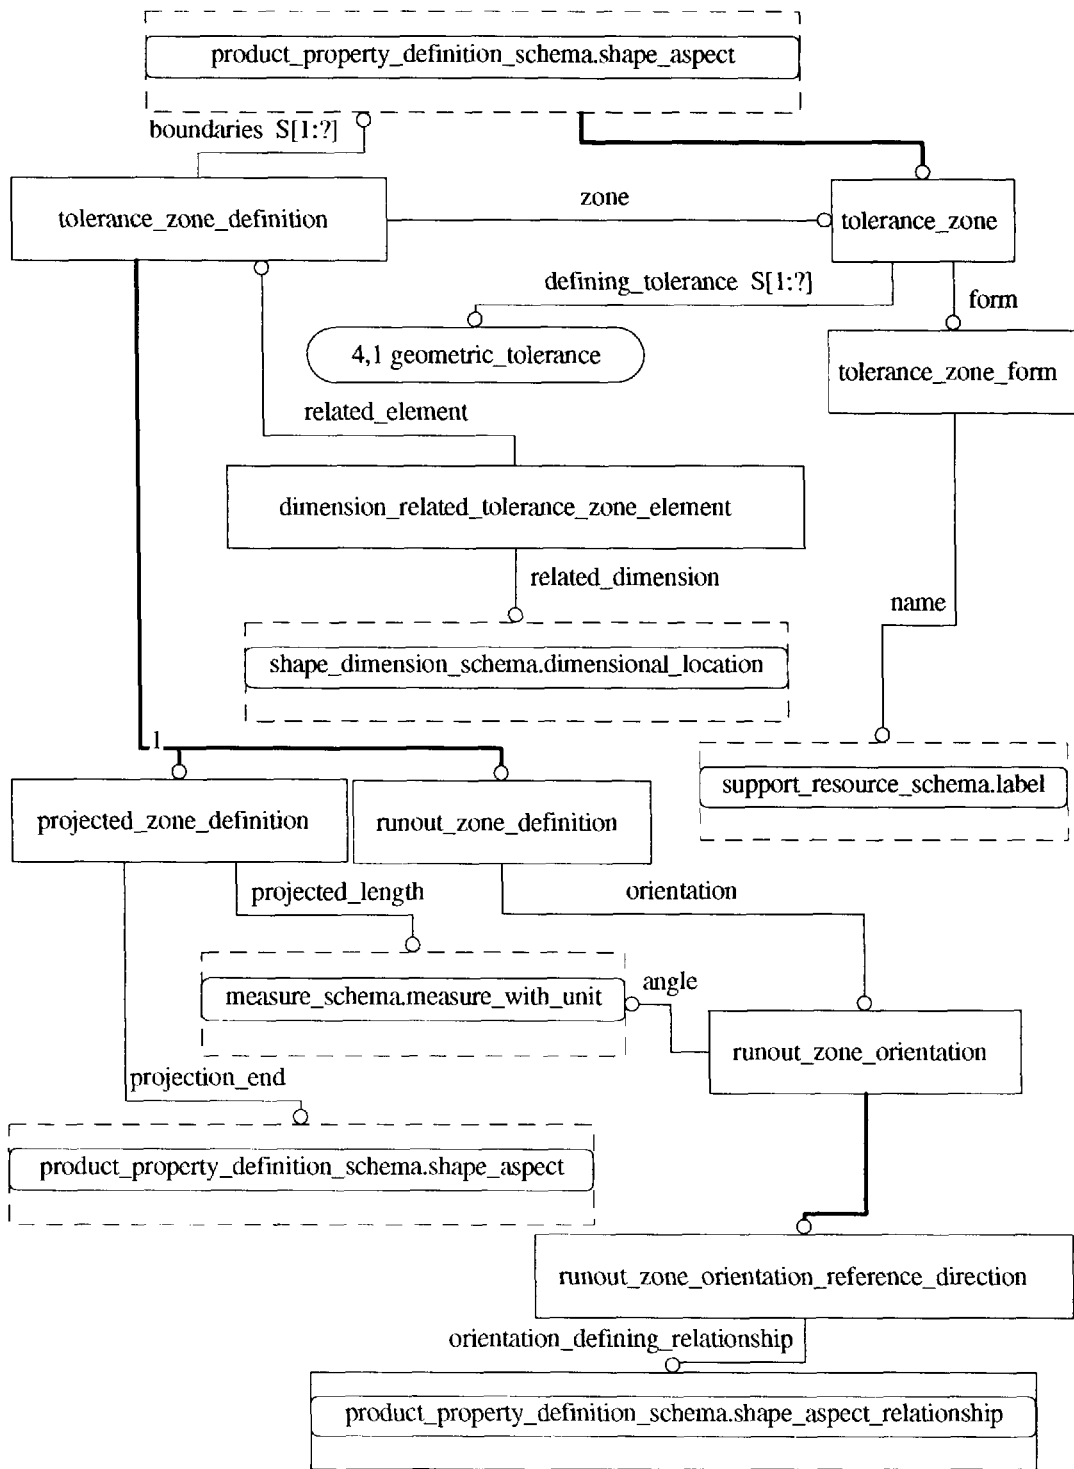 product_property_definition_schema.shape_aspect
boundaries S[1:?]
tolerance_zone_definition
zone
tolerance_zone
defining_tolerance S[1:?]
form
4,1 geometric_tolerance
tolerance_zone_form
related_element
dimension_related_tolerance_zone_element
related_dimension
name
shape_dimension_schema.dimensional_location
1
support_resource_schema.label
projected_zone_definition
runout_zone_definition
projected_length
orientation
measure_schema.measure_with_unit
angle
runout_zone_orientation
projection_end
product_property_definition_schema.shape_aspect
runout_zone_orientation_reference_direction
orientation_defining_relationship
product_property_definition_schema.shape_aspect_relationship